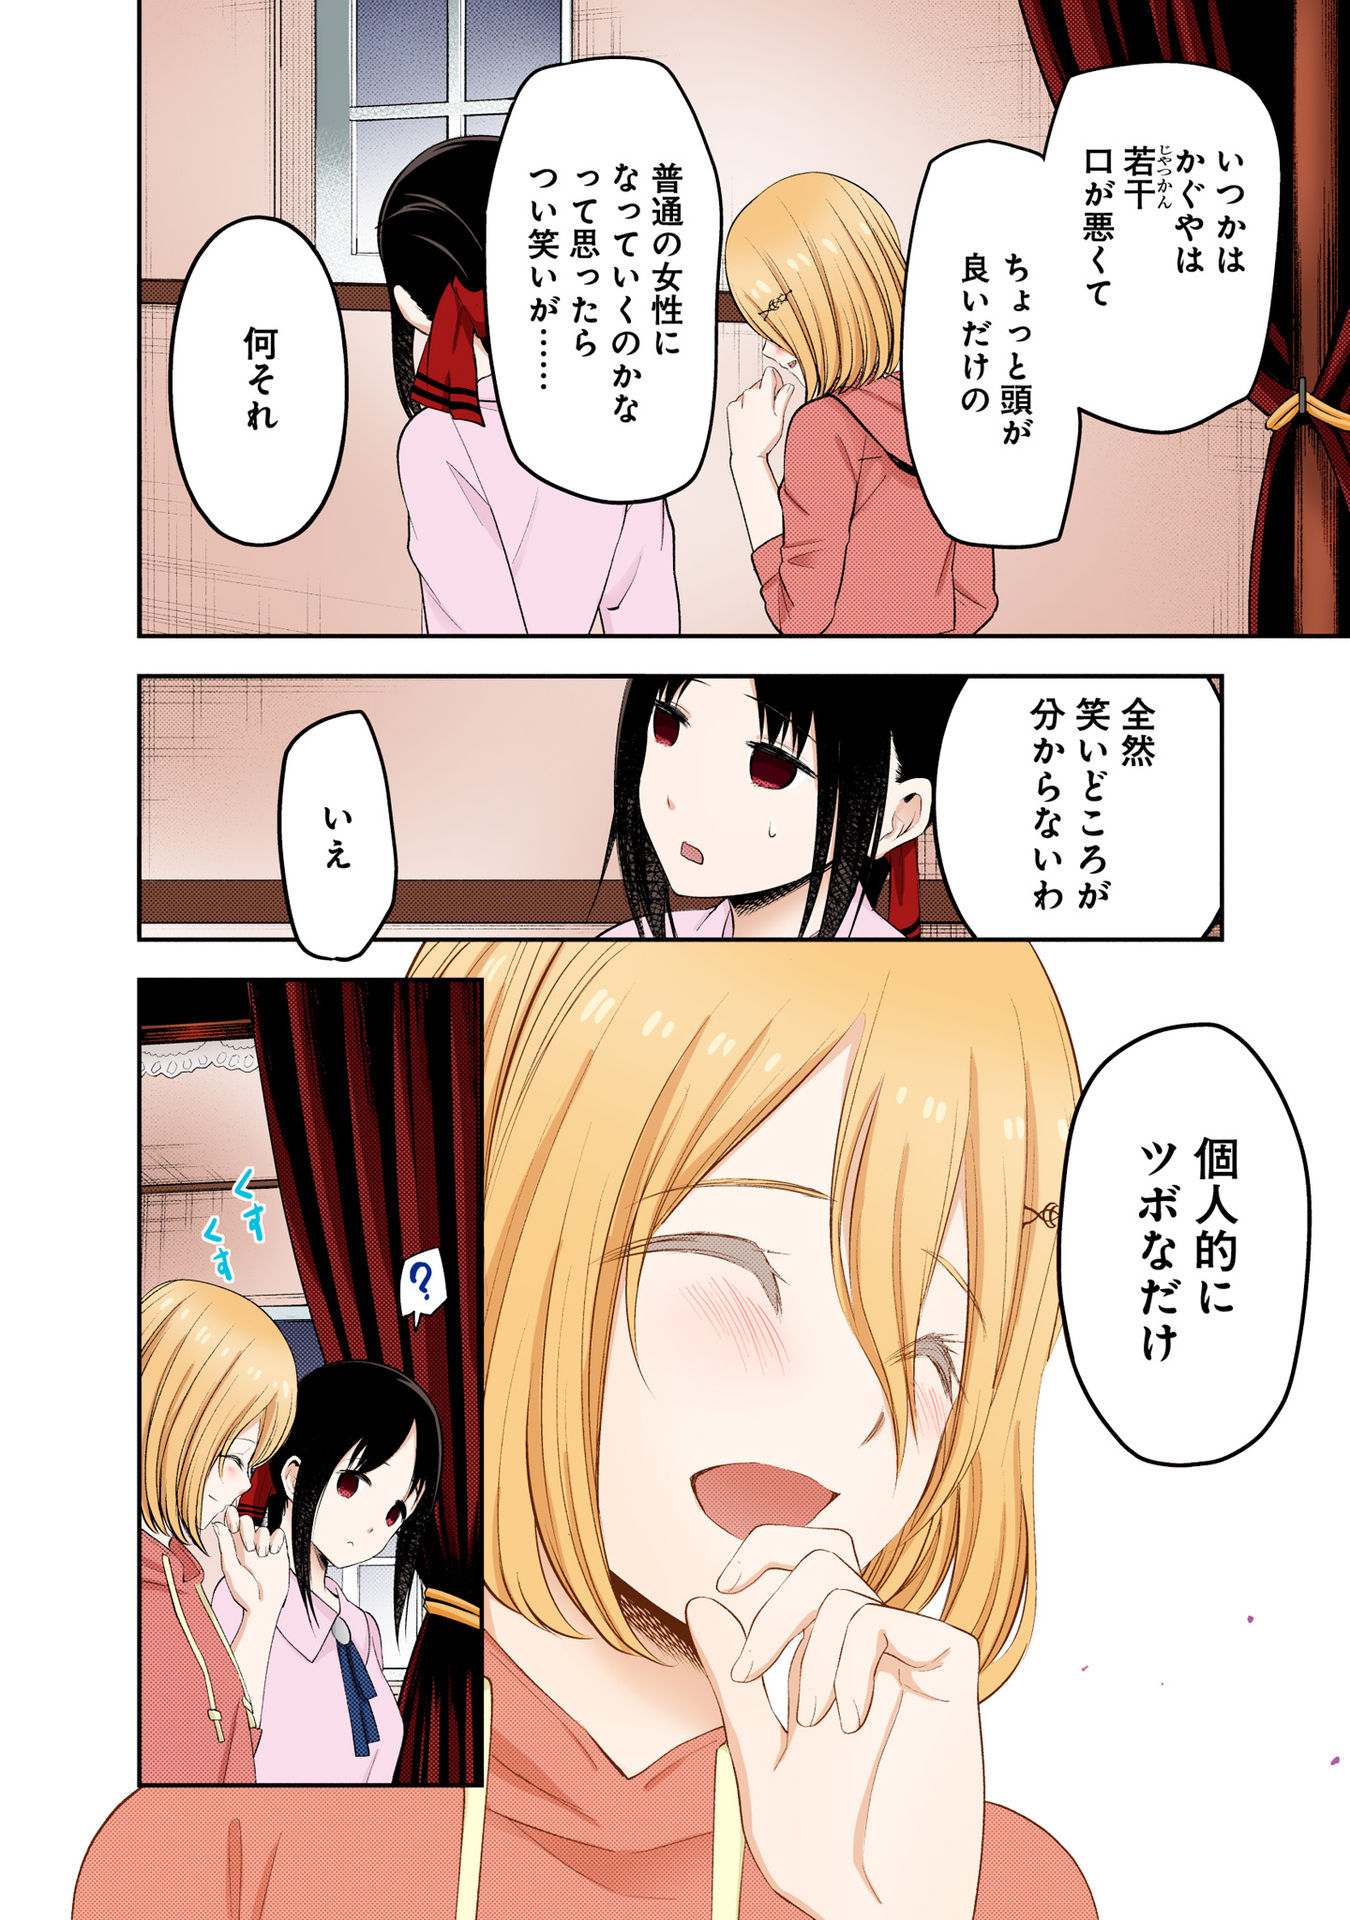 いつかは
かぐやは
若干
じやつかん
口が悪くて
ちょっと頭が
良いだけの
普通の女性に
なっていくのかな
って思ったら
つい笑いが……
何それ
全然
笑いどころが
分からないわ
いえ
個人的に
ツボなだけ
くす
くす
?